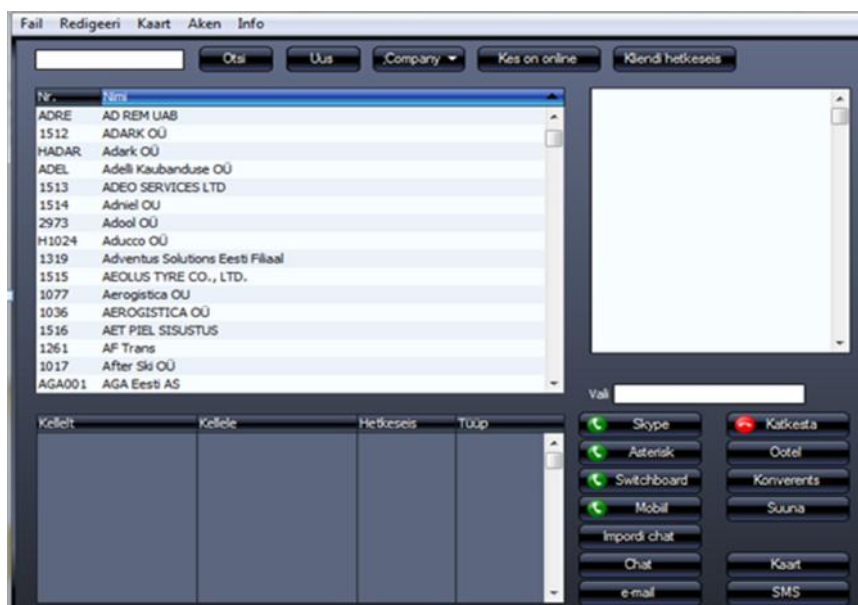 Fail Redigeeri Kaart Aken Info
Otsi Uus ,Company Kes on online Kliendi hetkeseis
Nr. Nimi
ADRE AD REM UAB
1512 ADARK OÜ
HADAR Adark OÜ
ADEL Adelli Kaubanduse OÜ
1513 ADEO SERVICES LTD
1514 Adniel OU
2973 Adool OÜ
H1024 Aducco OÜ
1319 Adventus Solutions Eesti Filiaal
1515 AEOLUS TYRE CO., LTD.
1077 Aerogistica OU
1036 AEROGISTICA OÜ
1516 AET PIEL SISUSTUS
1261 AF Trans
1017 After Ski OÜ
AGA001 AGA Eesti AS
Vali
Kellelt Kellele Hetkeseis Tüüp
Skype Katkesta
Asterisk Ootel
Switchboard Konverents
Mobiil Suuna
Impordi chat
Chat Kaart
e-mail SMS